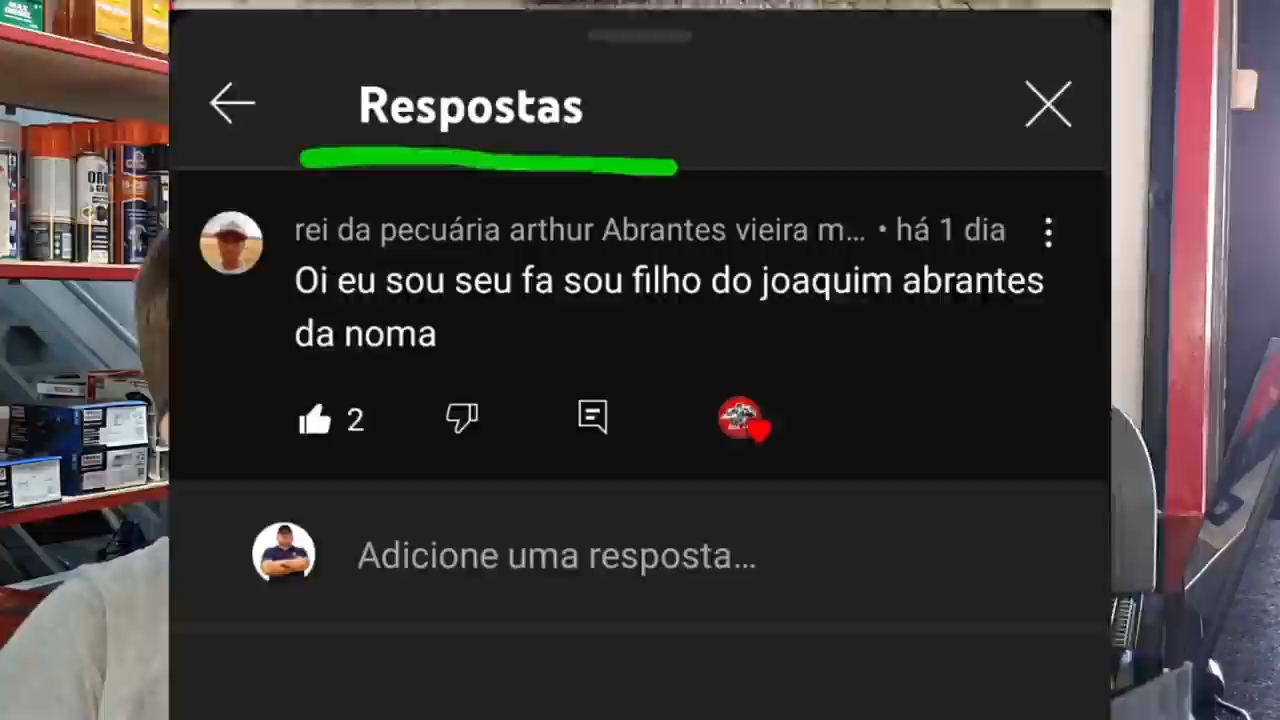 Respostas
rei da pecuária arthur Abrantes vieira m... • há 1 dia
Oi eu sou seu fa sou filho do joaquim abrantes
da noma
2
Adicione uma resposta...